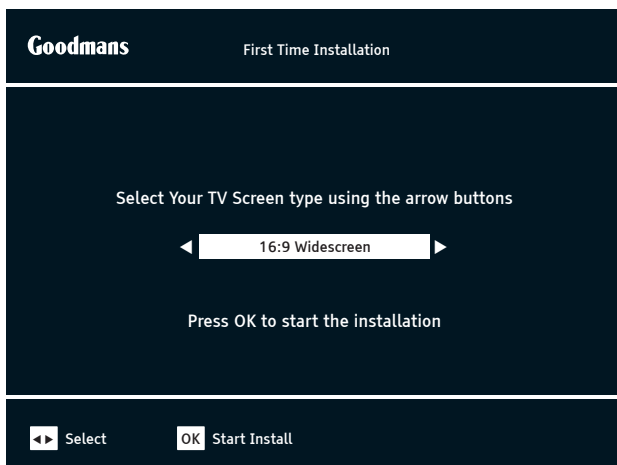 Goodmans
First Time Installation
Select Your TV Screen type using the arrow buttons
16:9 Widescreen
Press OK to start the installation
Select
OK Start Install